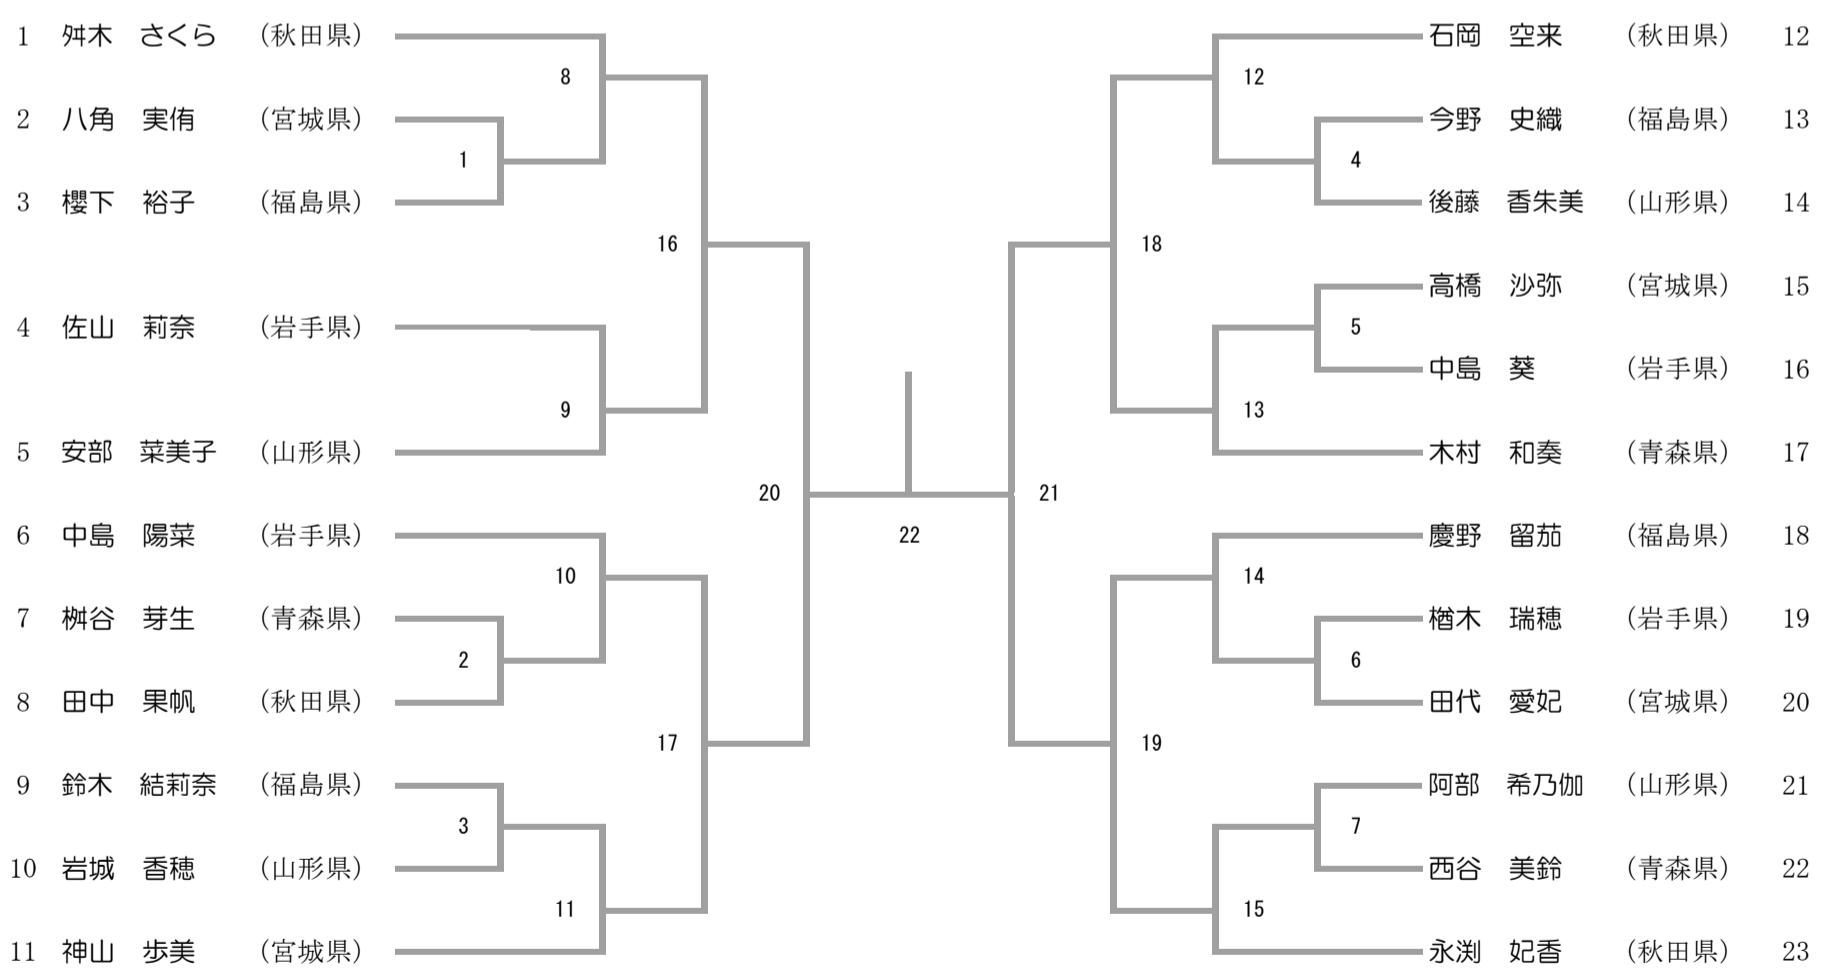 1 舛木 さくら (秋田県) 石岡 空来 (秋田県) 12
8 12
2 八角 実侑 (宮城県) 今野 史織 (福島県) 13
1 4
3 櫻下 裕子 (福島県) 後藤 香朱美 (山形県) 14
16 18
高橋 沙弥 (宮城県) 15
4 佐山 莉奈 (岩手県) 5
中島 葵 (岩手県) 16
9 13
5 安部 菜美子 (山形県) 木村 和奏 (青森県) 17
20 21
6 中島 陽菜 (岩手県) 22 慶野 留茄 (福島県) 18
10 14
7 桝谷 芽生 (青森県) 楢木 瑞穂 (岩手県) 19
2 6
8 田中 果帆 (秋田県) 田代 愛妃 (宮城県) 20
17 19
9 鈴木 結莉奈 (福島県) 阿部 希乃伽 (山形県) 21
3 7
10 岩城 香穂 (山形県) 西谷 美鈴 (青森県) 22
11 15
11 神山 歩美 (宮城県) 永渕 妃香 (秋田県) 23